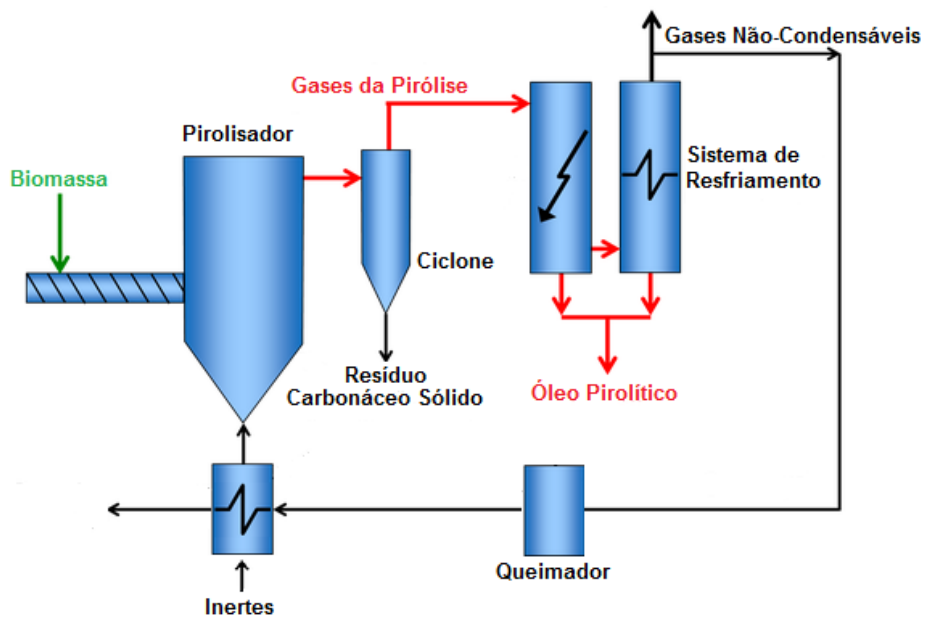 Gases Não-Condensáveis
Gases da Pirólise
Pirolisador
Sistema de
Resfriamento
Biomassa
Ciclone
Resíduo
Carbonáceo Sólido
Óleo Pirolítico
Queimador
Inertes